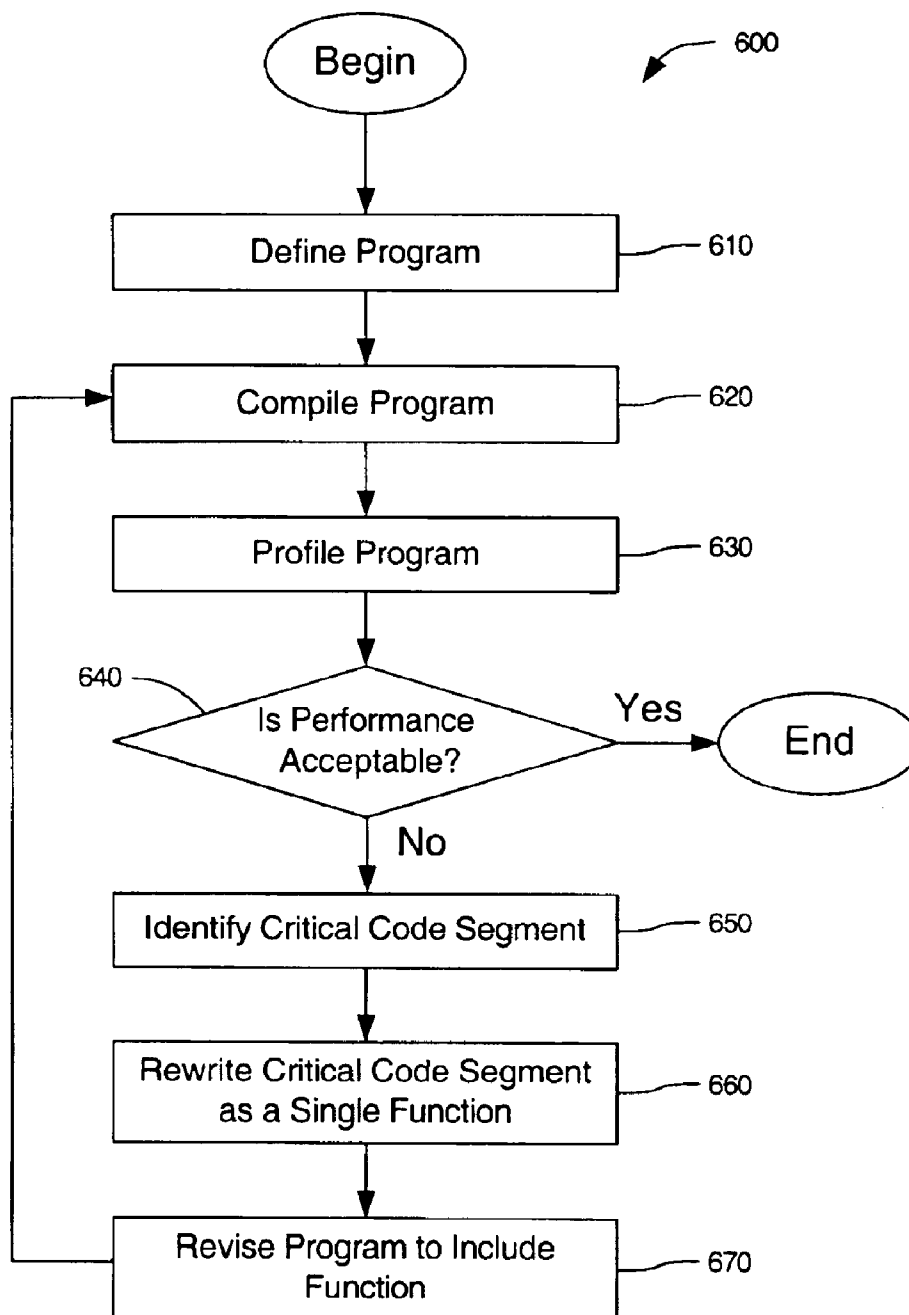 Begin
600
Define Program
610
Compile Program
620
Profile Program
630
640
Is Performance
Acceptable?
Yes
End
No
Identify Critical Code Segment
650
Rewrite Critical Code Segment
as a Single Function
660
Revise Program to Include
Function
670